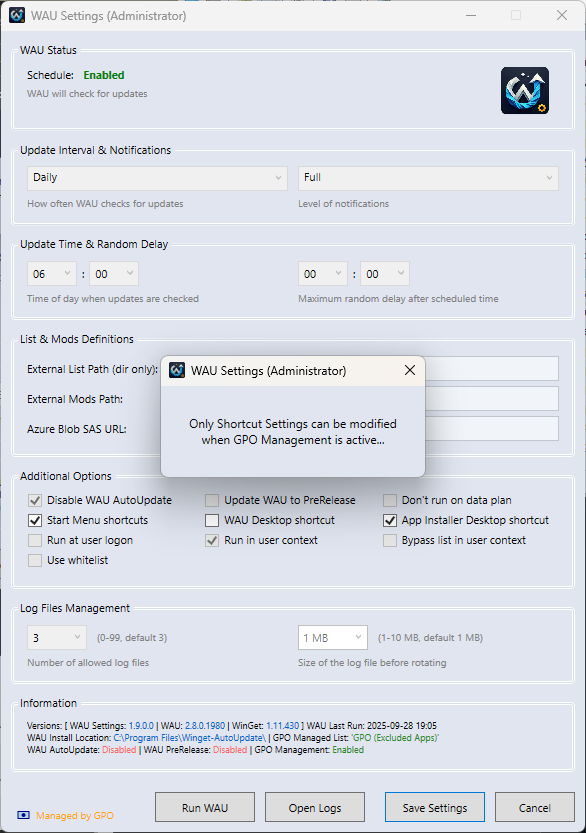 WAU Settings (Administrator)
WAU Status
Schedule: Enabled
WAU will check for updates
Update Interval & Notifications
Daily
Full
How often WAU checks for updates
Level of notifications
Update Time & Random Delay
06 : 00
00 : 00
Time of day when updates are checked
Maximum random delay after scheduled time
List & Mods Definitions
External List Path (dir only):
External Mods Path:
Azure Blob SAS URL:
WAU Settings (Administrator)
Only Shortcut Settings can be modified
when GPO Management is active...
Additional Options
Disable WAU AutoUpdate
Update WAU to PreRelease
Don't run on data plan
Start Menu shortcuts
WAU Desktop shortcut
App Installer Desktop shortcut
Run at user logon
Run in user context
Bypass list in user context
Use whitelist
Log Files Management
3
(0-99, default 3)
1 MB
(1-10 MB, default 1 MB)
Number of allowed log files
Size of the log file before rotating
Information
Versions: [ WAU Settings: 1.9.0.0 | WAU: 2.8.0.1980 | WinGet: 1.11.430 ] WAU Last Run: 2025-09-28 19:05
WAU Install Location: C:\Program Files\Winget-AutoUpdate\ | GPO Managed List: 'GPO (Excluded Apps)'
WAU AutoUpdate: Disabled | WAU PreRelease: Disabled | GPO Management: Enabled
Managed by GPO
Run WAU
Open Logs
Save Settings
Cancel